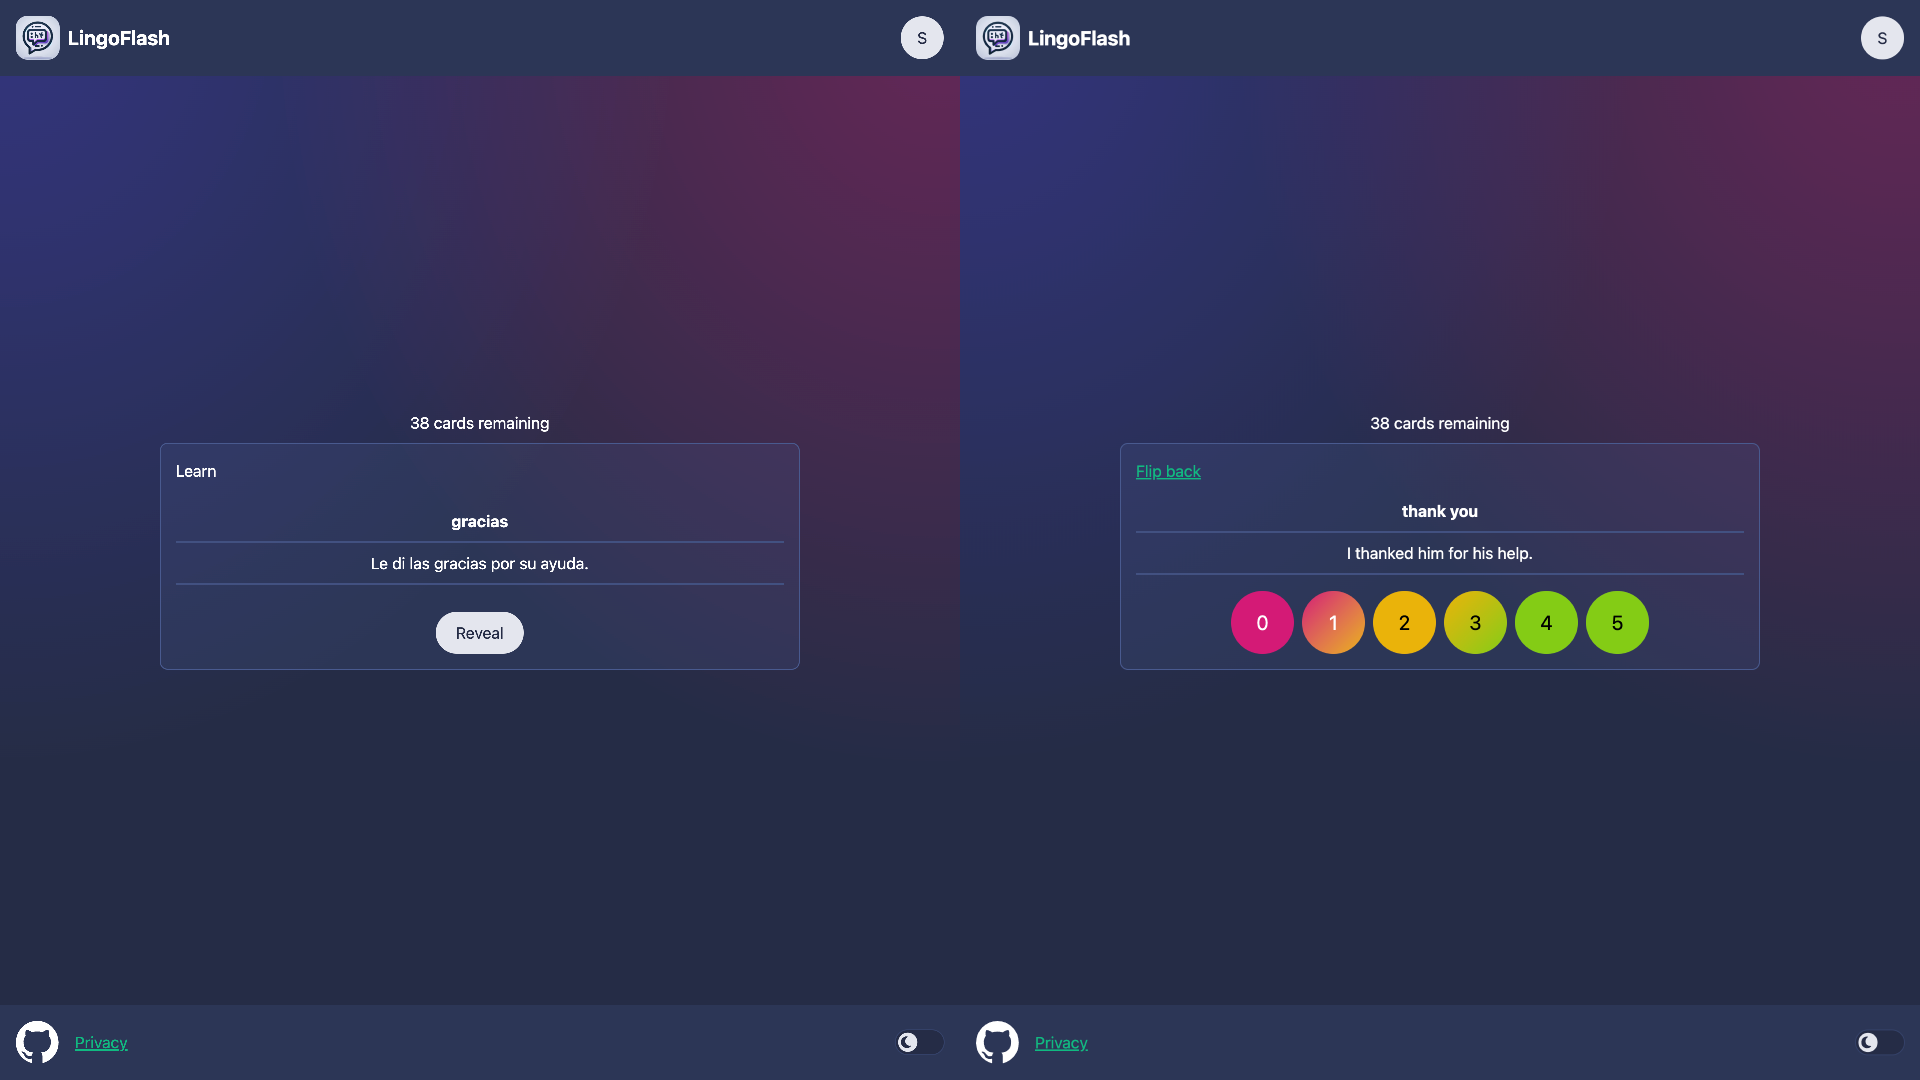 LingoFlash
S
38 cards remaining
Learn
gracias
Le di las gracias por su ayuda.
Reveal
Privacy
LingoFlash
S
38 cards remaining
Flip back
thank you
I thanked him for his help.
0 1 2 3 4 5
Privacy